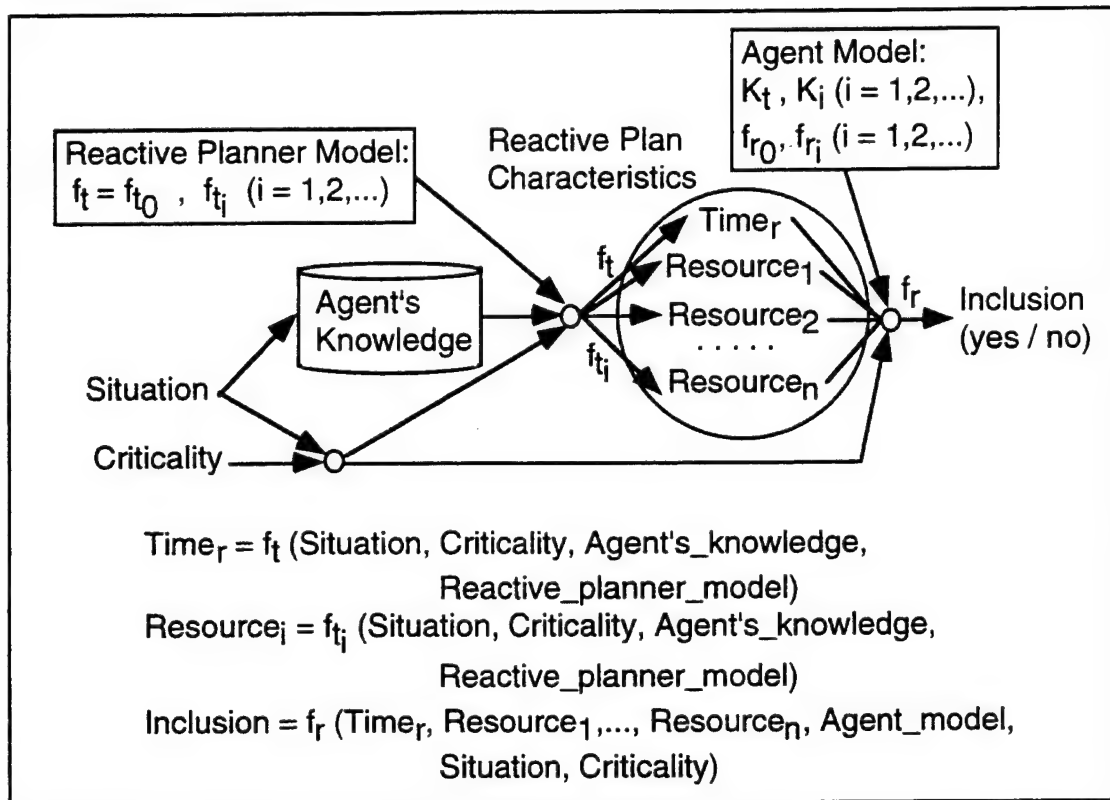 Agent Model:
Kt , Ki (i = 1,2,...),
fr0, fri (i = 1,2,...)
Reactive Planner Model:
ft = ft0 , fti (i = 1,2,...)
Reactive Plan
Characteristics
Timer
ft
Resource1
fr
Agent's
Knowledge
Resource2
.....
fti
Resourcen
Inclusion
(yes / no)
Situation
Criticality
Timer = ft (Situation, Criticality, Agent's_knowledge,
Reactive_planner_model)
Resourcei = fti (Situation, Criticality, Agent's_knowledge,
Reactive_planner_model)
Inclusion = fr (Timer, Resource1,..., Resourcen, Agent_model,
Situation, Criticality)